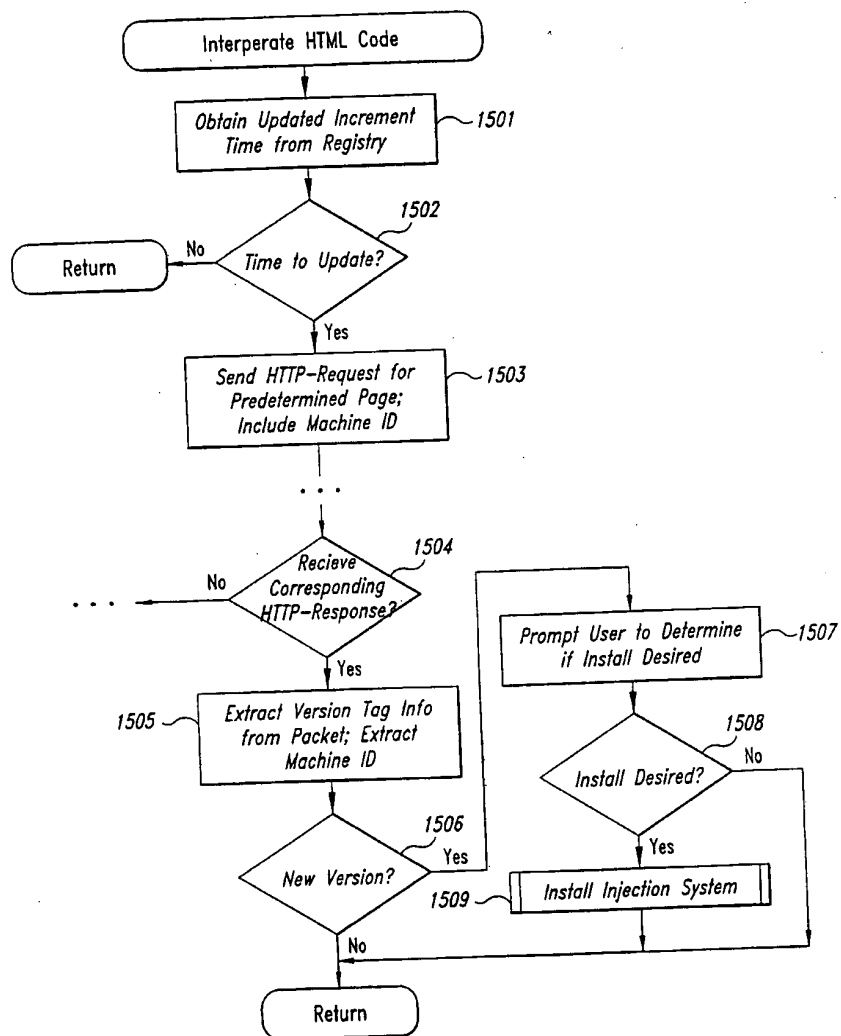 Interperate HTML Code
Obtain Updated Increment
Time from Registry
1501
1502
Time to Update?
No
Return
Yes
Send HTTP-Request for
Predetermined Page;
Include Machine ID
1503
. . .
Recieve
Corresponding
HTTP-Response?
1504
No
. . .
Yes
1505
Extract Version Tag Info
from Packet; Extract
Machine ID
New Version?
1506
Yes
Prompt User to Determine
if Install Desired
1507
1508
Install Desired?
No
Yes
1509
Install Injection System
No
Return